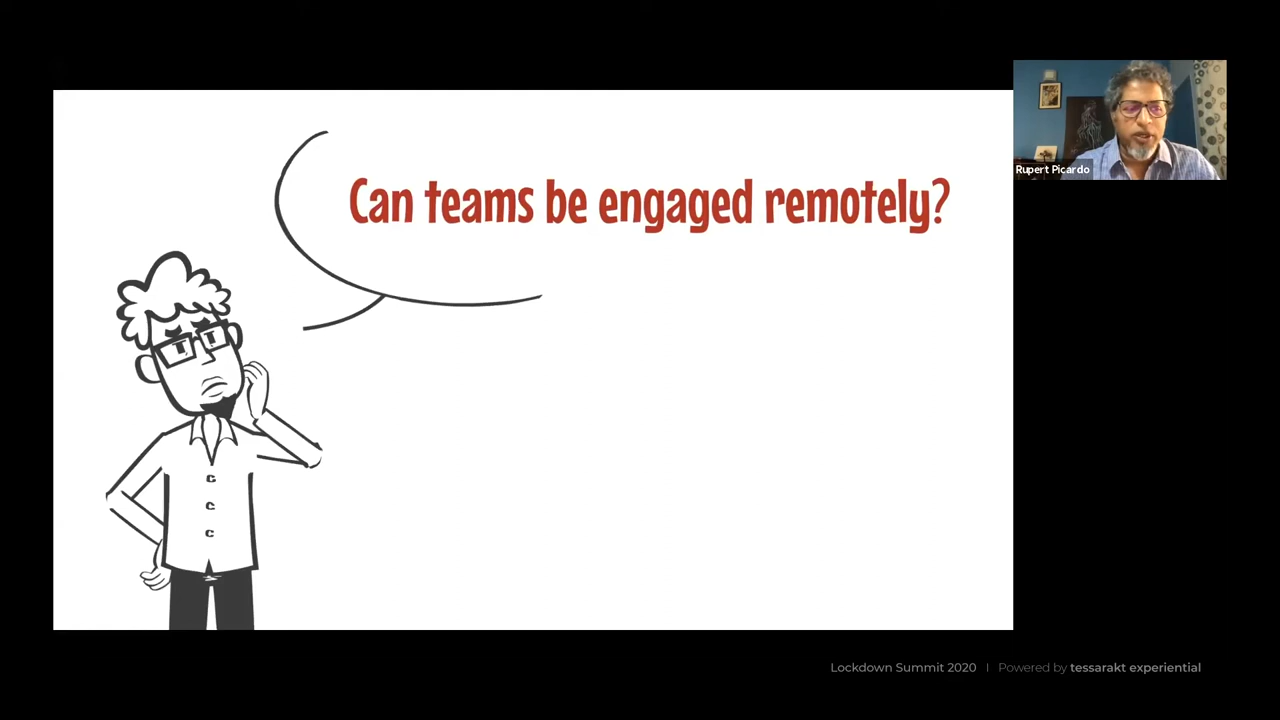 Can teams be engaged remotely?
Rupert Picardo
Lockdown Summit 2020 | Powered by tessarakt experiential